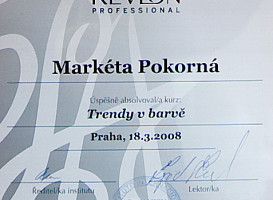 REVLON
PROFESSIONAL
Markéta Pokorná
Úspěšně absolvoval/a kurz:
Trendy v barvě
Praha, 18.3.2008
Ředitel/ka institutu
Lektor/ka